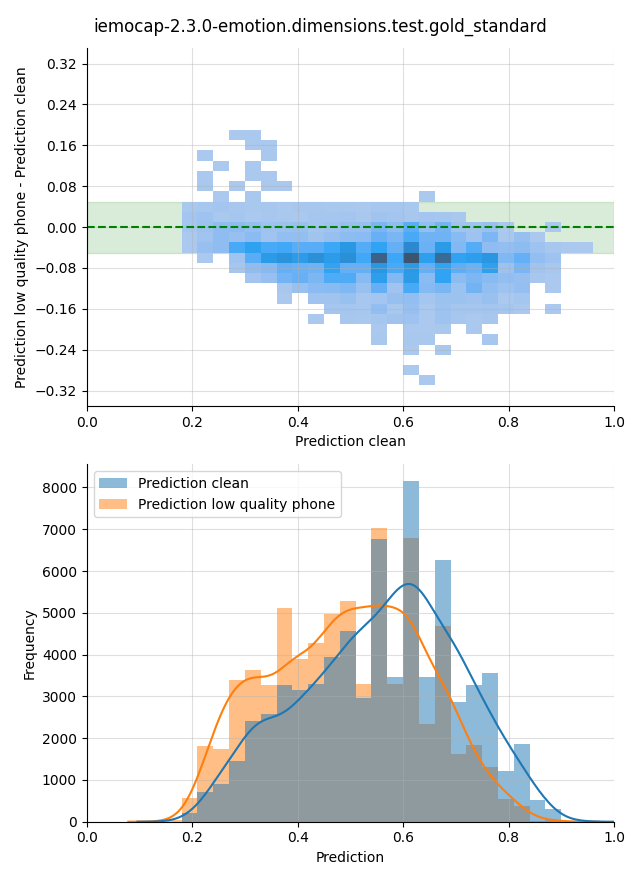 iemocap-2.3.0-emotion.dimensions.test.gold_standard
Prediction low quality phone - Prediction clean
0.32
0.24
0.16
0.08
0.00
−0.08
−0.16
−0.24
−0.32
0.0 0.2 0.4 0.6 0.8 1.0
Prediction clean
Frequency
8000
7000
6000
5000
4000
3000
2000
1000
0
Prediction clean
Prediction low quality phone
0.0 0.2 0.4 0.6 0.8 1.0
Prediction